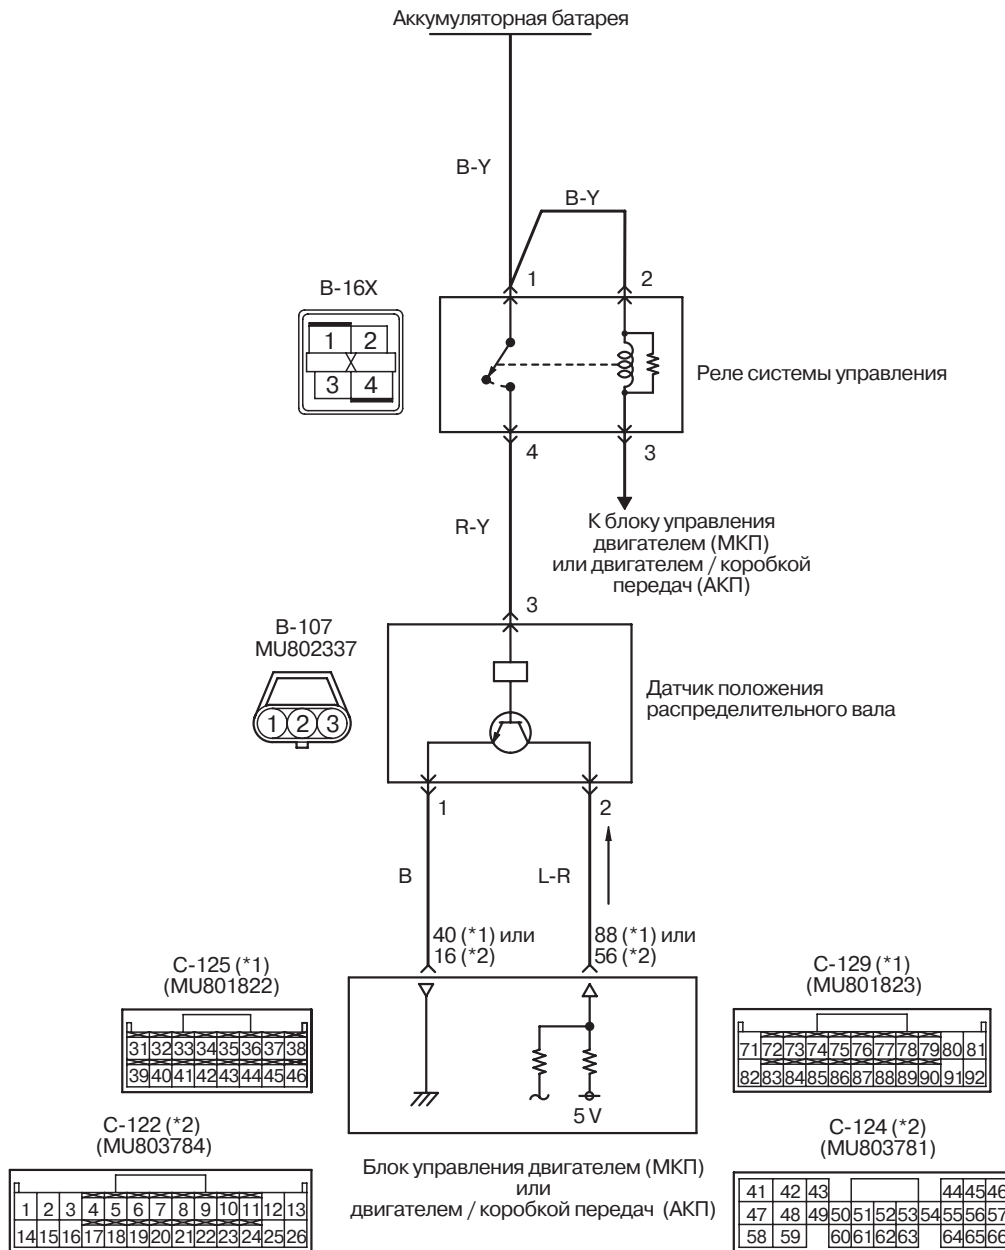 Аккумуляторная батарея
B-Y
B-Y
1
2
B-16X
1 2
3 4
Реле системы управления
4
3
R-Y
К блоку управления
двигателем (МКП)
или двигателем / коробкой
передач (АКП)
3
B-107
MU802337
1 2 3
Датчик положения
распределительного вала
1
2
B
L-R
40 (*1) или
16 (*2)
88 (*1) или
56 (*2)
C-125 (*1)
(MU801822)
31 32 33 34 35 36 37 38
39 40 41 42 43 44 45 46
C-129 (*1)
(MU801823)
71 72 73 74 75 76 77 78 79 80 81
82 83 84 85 86 87 88 89 90 91 92
5 V
C-122 (*2)
(MU803784)
1 2 3 4 5 6 7 8 9 10 11 12 13
14 15 16 17 18 19 20 21 22 23 24 25 26
Блок управления двигателем (МКП)
или
двигателем / коробкой передач (АКП)
C-124 (*2)
(MU803781)
41 42 43 44 45 46
47 48 49 50 51 52 53 54 55 56 57
58 59 60 61 62 63 64 65 66